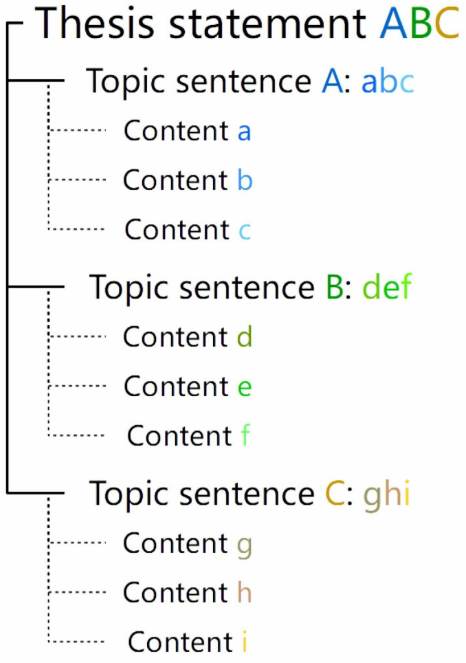 Thesis statement ABC
Topic sentence A: abc
Content a
Content b
Content c
Topic sentence B: def
Content d
Content e
Content f
Topic sentence C: ghi
Content g
Content h
Content i